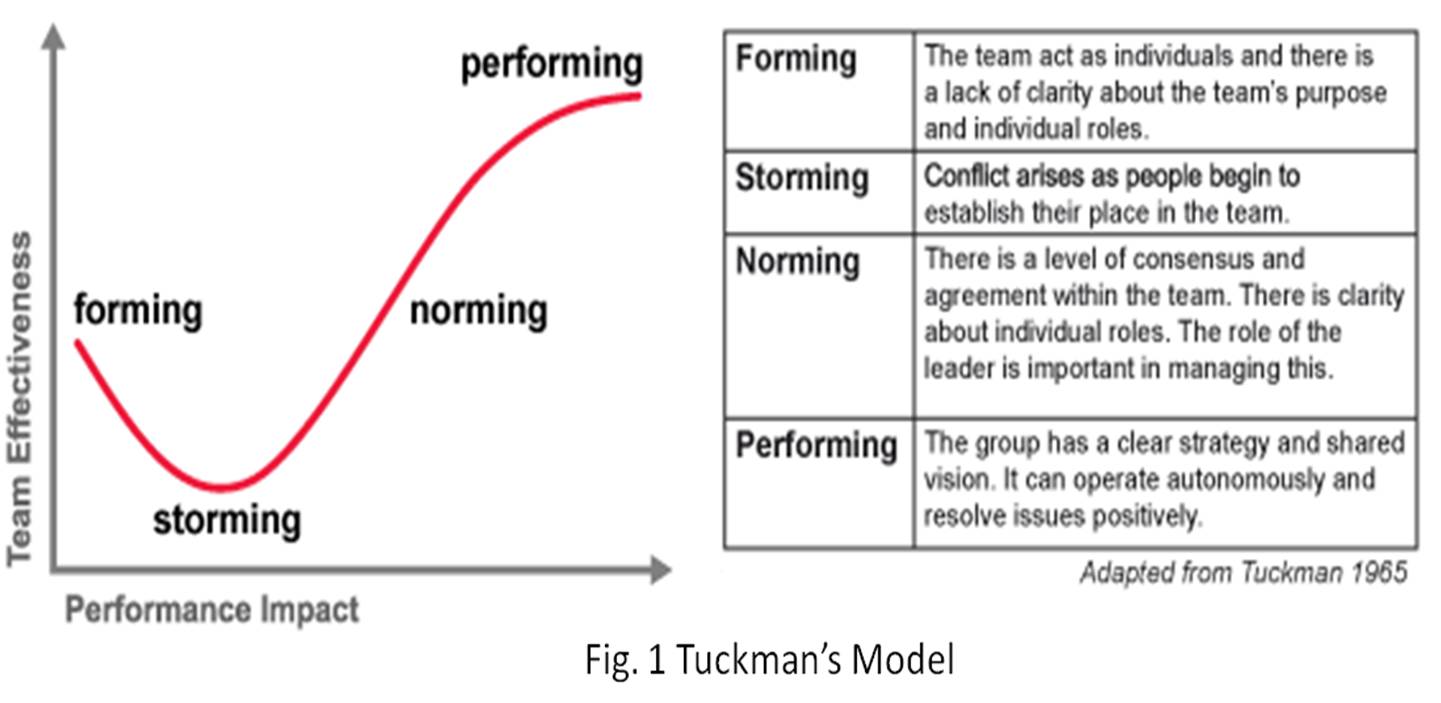 performing
forming
norming
storming
Team Effectiveness
Performance Impact
Forming
The team act as individuals and there is
a lack of clarity about the team's purpose
and individual roles.
Storming
Conflict arises as people begin to
establish their place in the team.
Norming
There is a level of consensus and
agreement within the team. There is clarity
about individual roles. The role of the
leader is important in managing this.
Performing
The group has a clear strategy and shared
vision. It can operate autonomously and
resolve issues positively.
Adapted from Tuckman 1965
Fig. 1 Tuckman’s Model